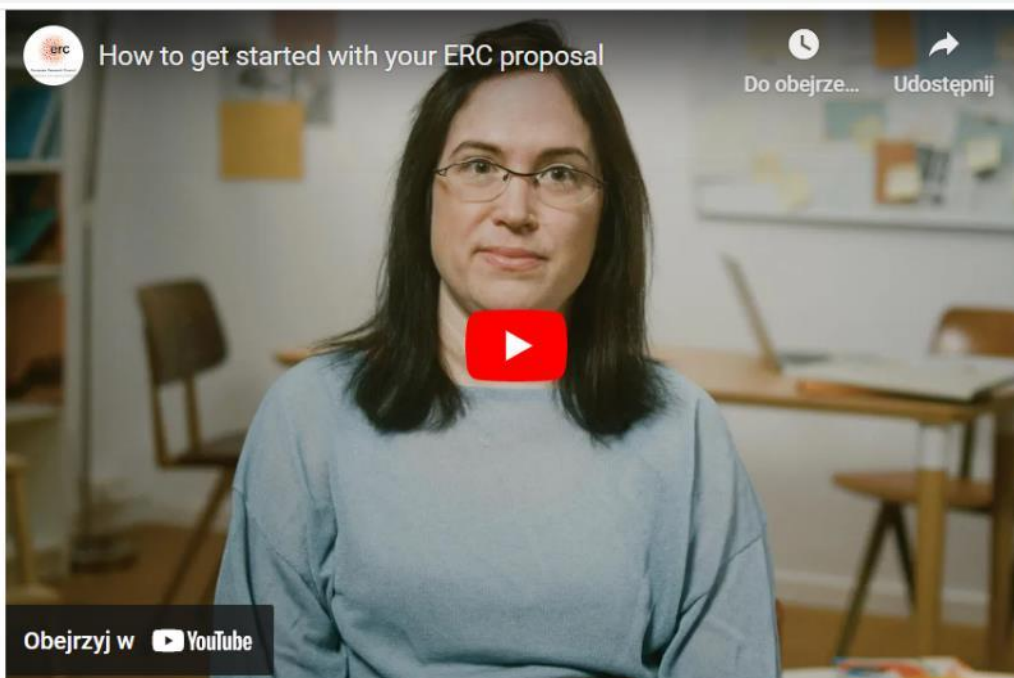 erc
How to get started with your ERC proposal
Do obejrze...
Udostępnij
Obejrzyj w YouTube